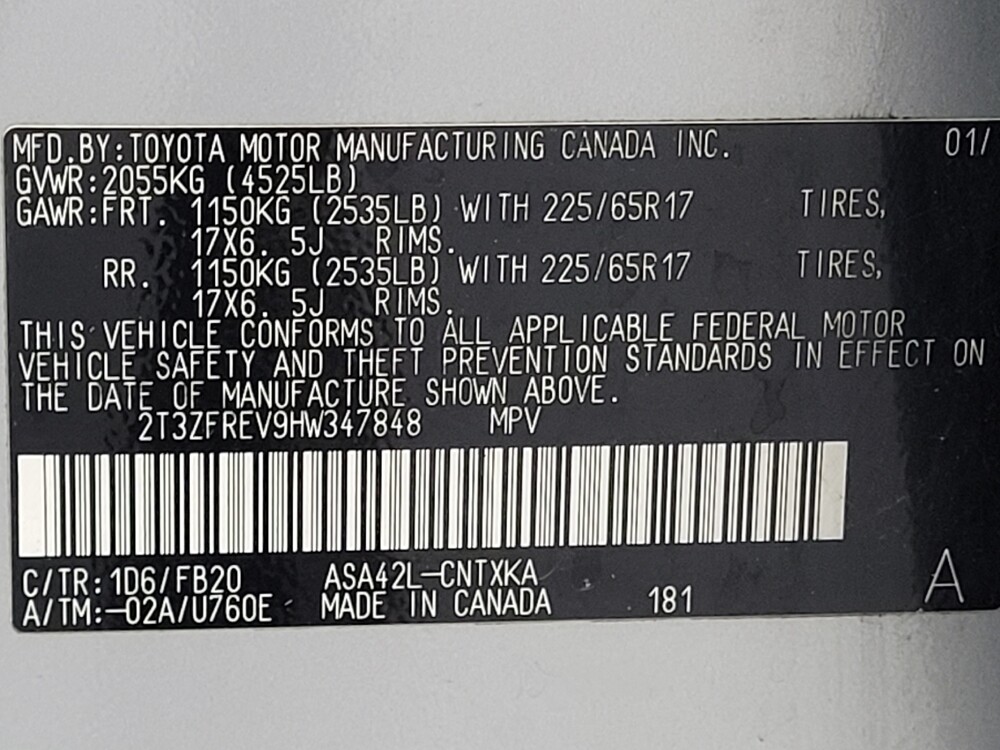 MFD.BY:TOYOTA MOTOR MANUFACTURING CANADA INC. 01/
GVWR:2055KG (4525LB)
GAWR:FRT. 1150KG (2535LB) WITH 225/65R17 TIRES,
17X6. 5J RIMS.
RR. 1150KG (2535LB) WITH 225/65R17 TIRES,
17X6. 5J RIMS.
THIS VEHICLE CONFORMS TO ALL APPLICABLE FEDERAL MOTOR
VEHICLE SAFETY AND THEFT PREVENTION STANDARDS IN EFFECT ON
THE DATE OF MANUFACTURE SHOWN ABOVE.
2T3ZFREV9HW347848 MPV
C/TR:1D6/FB20 ASA42L-CNTXKA
A/TM:-02A/U760E MADE IN CANADA 181 A